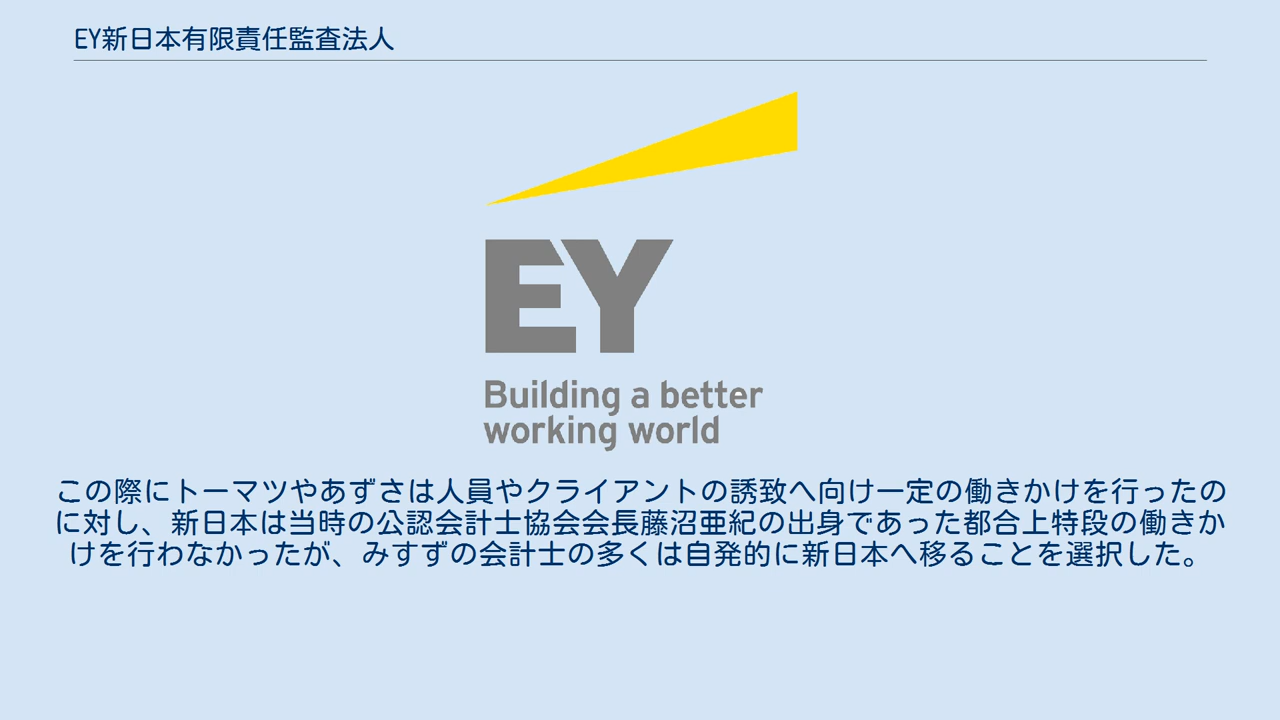 EY新日本有限責任監査法人
EY
Building a better
working world
この際にトーマツやあずさは人員やクライアントの誘致へ向け一定の働きかけを行ったの
に対し、新日本は当時の公認会計士協会会長藤沼亜紀の出身であった都合上特段の働きか
けを行わなかったが、みすずの会計士の多くは自発的に新日本へ移ることを選択した。